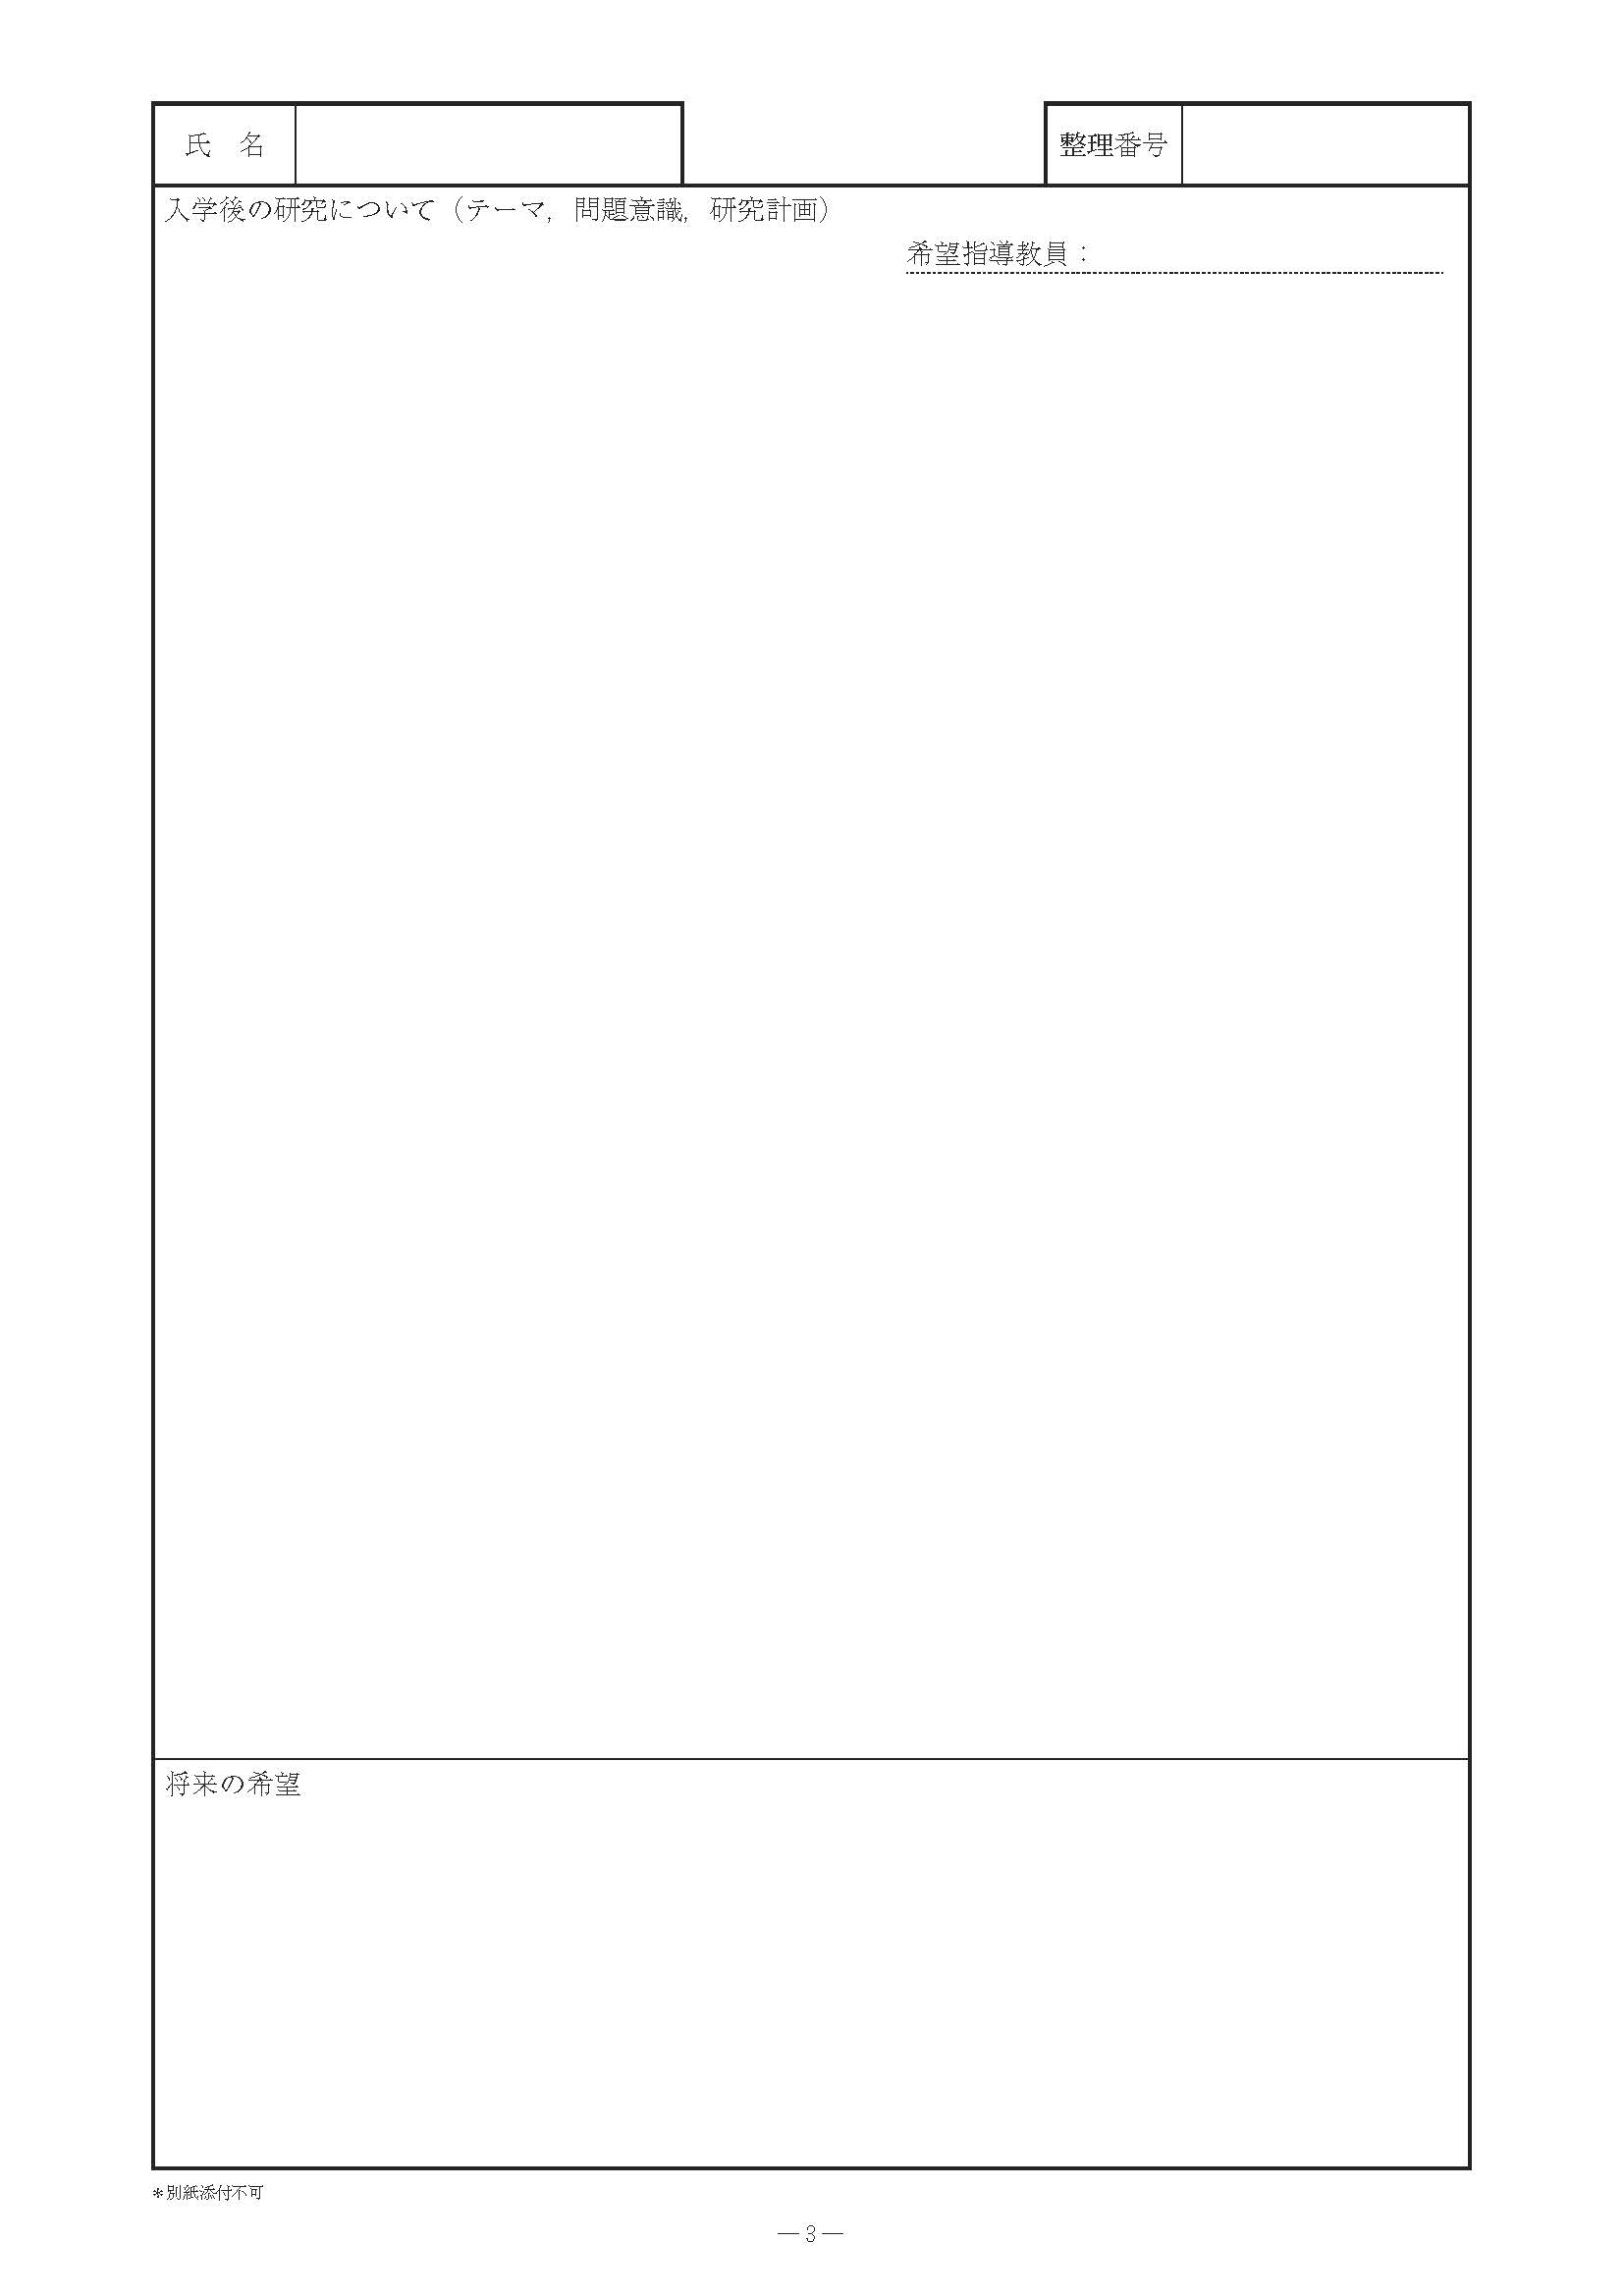 氏　名
整理番号
入学後の研究について（テーマ，問題意識，研究計画）
希望指導教員：
将来の希望
＊別紙添付不可
― 3 ―